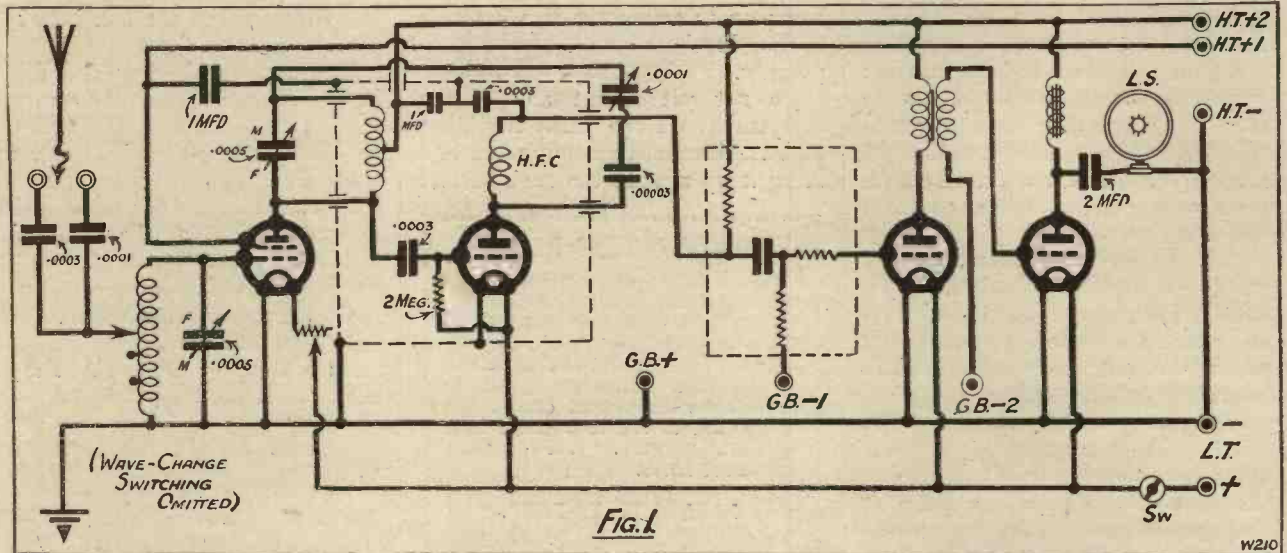 H.T.+2
H.T.+1
.0001
.0003
1 MFD
1 MFD
L.S.
H.T.-
M
.0005
F
H.F.C
.00003
2 MFD
.0003
.0001
.0003
2 MEG.
F
.0005
M
G.B.+
G.B.-1
G.B.-2
-
L.T.
+
(WAVE-CHANGE
SWITCHING
OMITTED)
SW
FIG.1.
W210